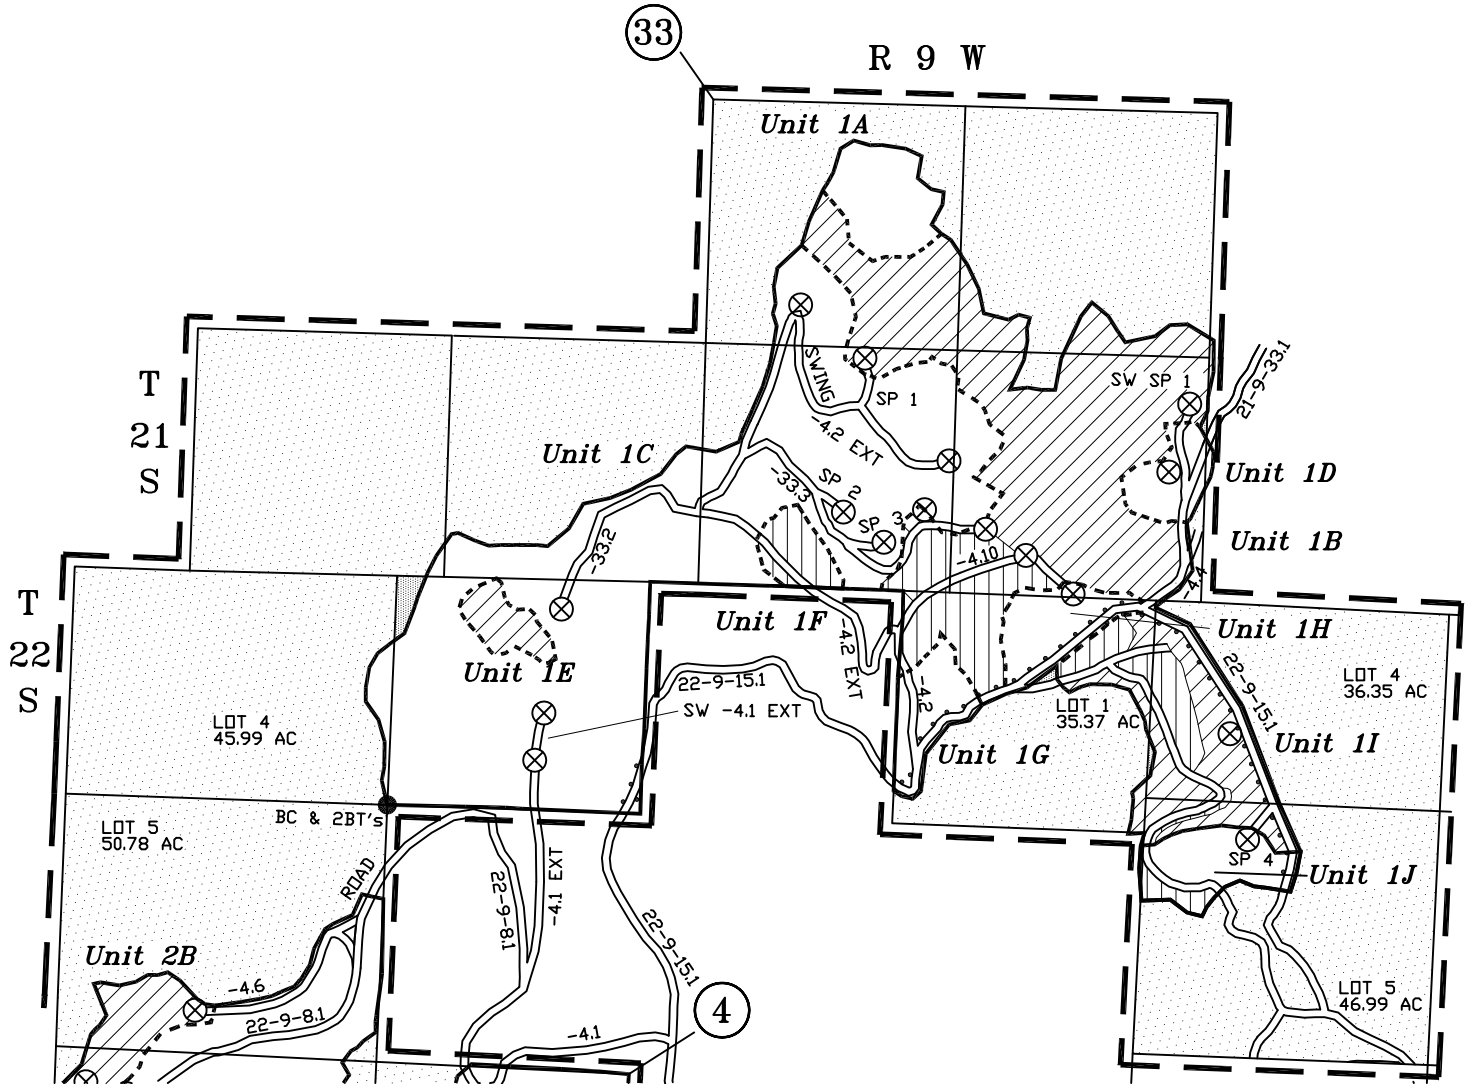 33
R 9 W
Unit 1A
T
21
S
SWING
SP 1
-4.2 EXT
SW SP 1
21-9-33.1
Unit 1C
SP 2
-33.3
SP 3
Unit 1D
Unit 1B
-33.2
-4.10
-4.4
T
22
S
Unit 1F
Unit 1H
-4.2 EXT
Unit 1E
22-9-15.1
SW -4.1 EXT
-4.2
LOT 1
35.37 AC
22-9-15.1
LOT 4
36.35 AC
LOT 4
45.99 AC
Unit 1G
Unit 1I
BC & 2BT's
LOT 5
50.78 AC
ROAD
22-9-8.1
-4.1 EXT
SP 4
Unit 1J
22-9-15.1
Unit 2B
-4.6
22-9-8.1
-4.1
4
LOT 5
46.99 AC